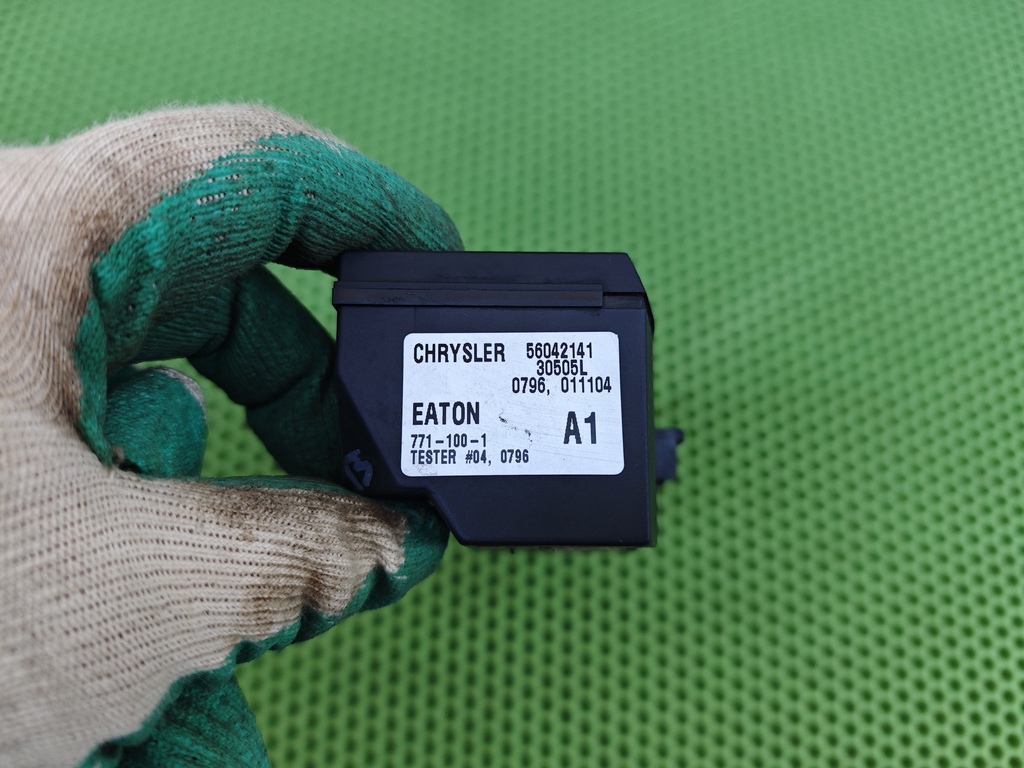 CHRYSLER 56042141
30505L
0796, 011104
EATON
A1
771-100-1
TESTER #04, 0796